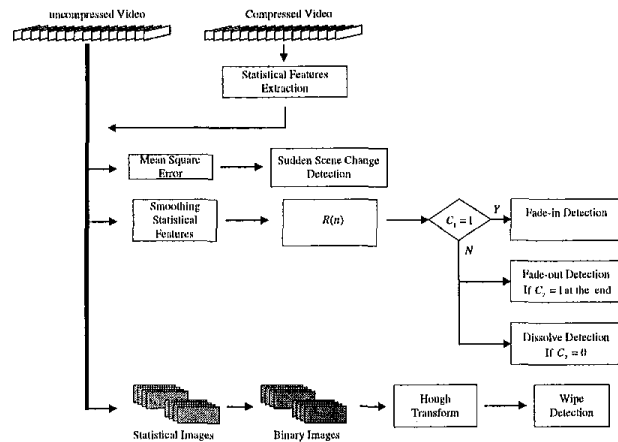 uncompressed Video
Compressed Video
Statistical Features
Extraction
Mean Square
Error
Sudden Scene Change
Detection
Smoothing
Statistical
Features
R(n)
C₁ = 1
Y
N
Fade-in Detection
Fade-out Detection
If C₂ = 1 at the end
Dissolve Detection
If C₂ = 0
Statistical Images
Binary Images
Hough
Transform
Wipe
Detection